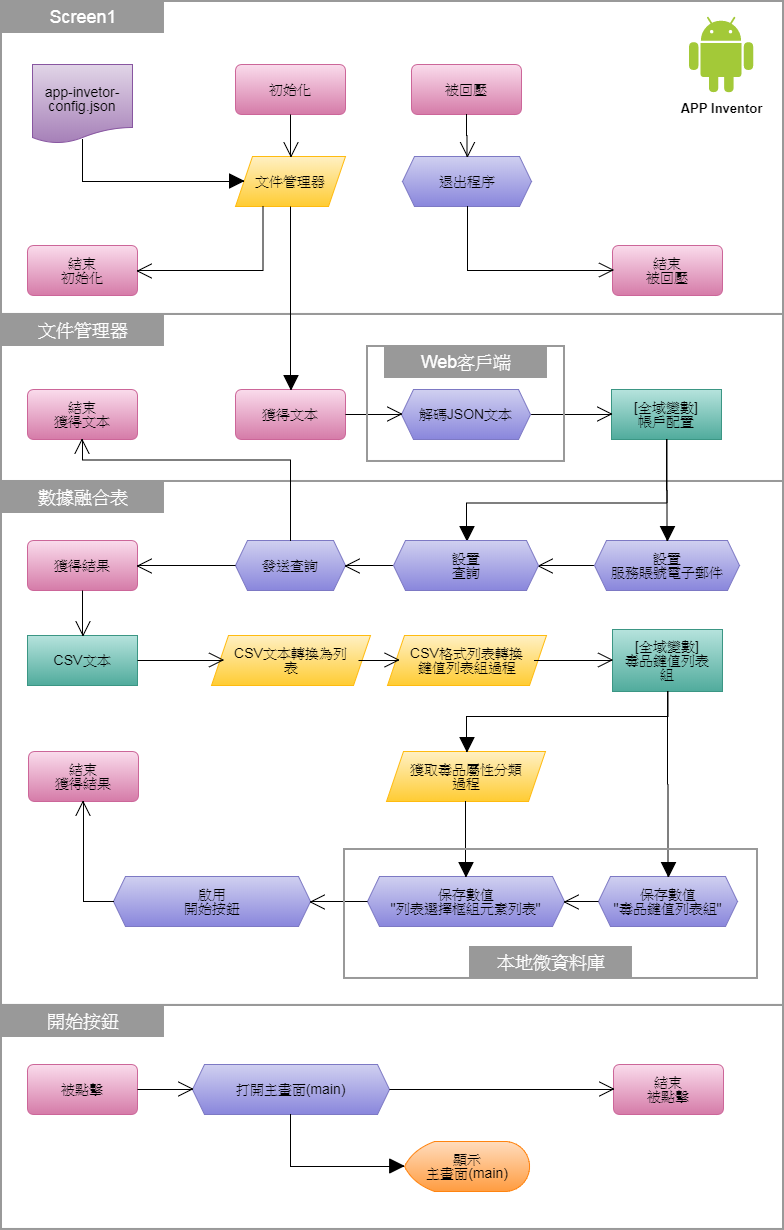 Screen1
APP Inventor
app-invetor-
config.json
初始化
被回壓
文件管理器
退出程序
結束
初始化
結束
被回壓
文件管理器
Web客戶端
結束
獲得文本
獲得文本
解碼JSON文本
[全域變數]
帳戶配置
數據融合表
獲得結果
發送查詢
設置
查詢
設置
服務賬號電子郵件
CSV文本
CSV文本轉換為列
表
CSV格式列表轉換
鍵值列表組過程
[全域變數]
毒品鍵值列表
組
結束
獲得結果
獲取毒品屬性分類
過程
啟用
開始按鈕
保存數值
"列表選擇框組元素列表"
保存數值
"毒品鍵值列表組"
本地微資料庫
開始按鈕
被點擊
打開主畫面(main)
結束
被點擊
顯示
主畫面(main)